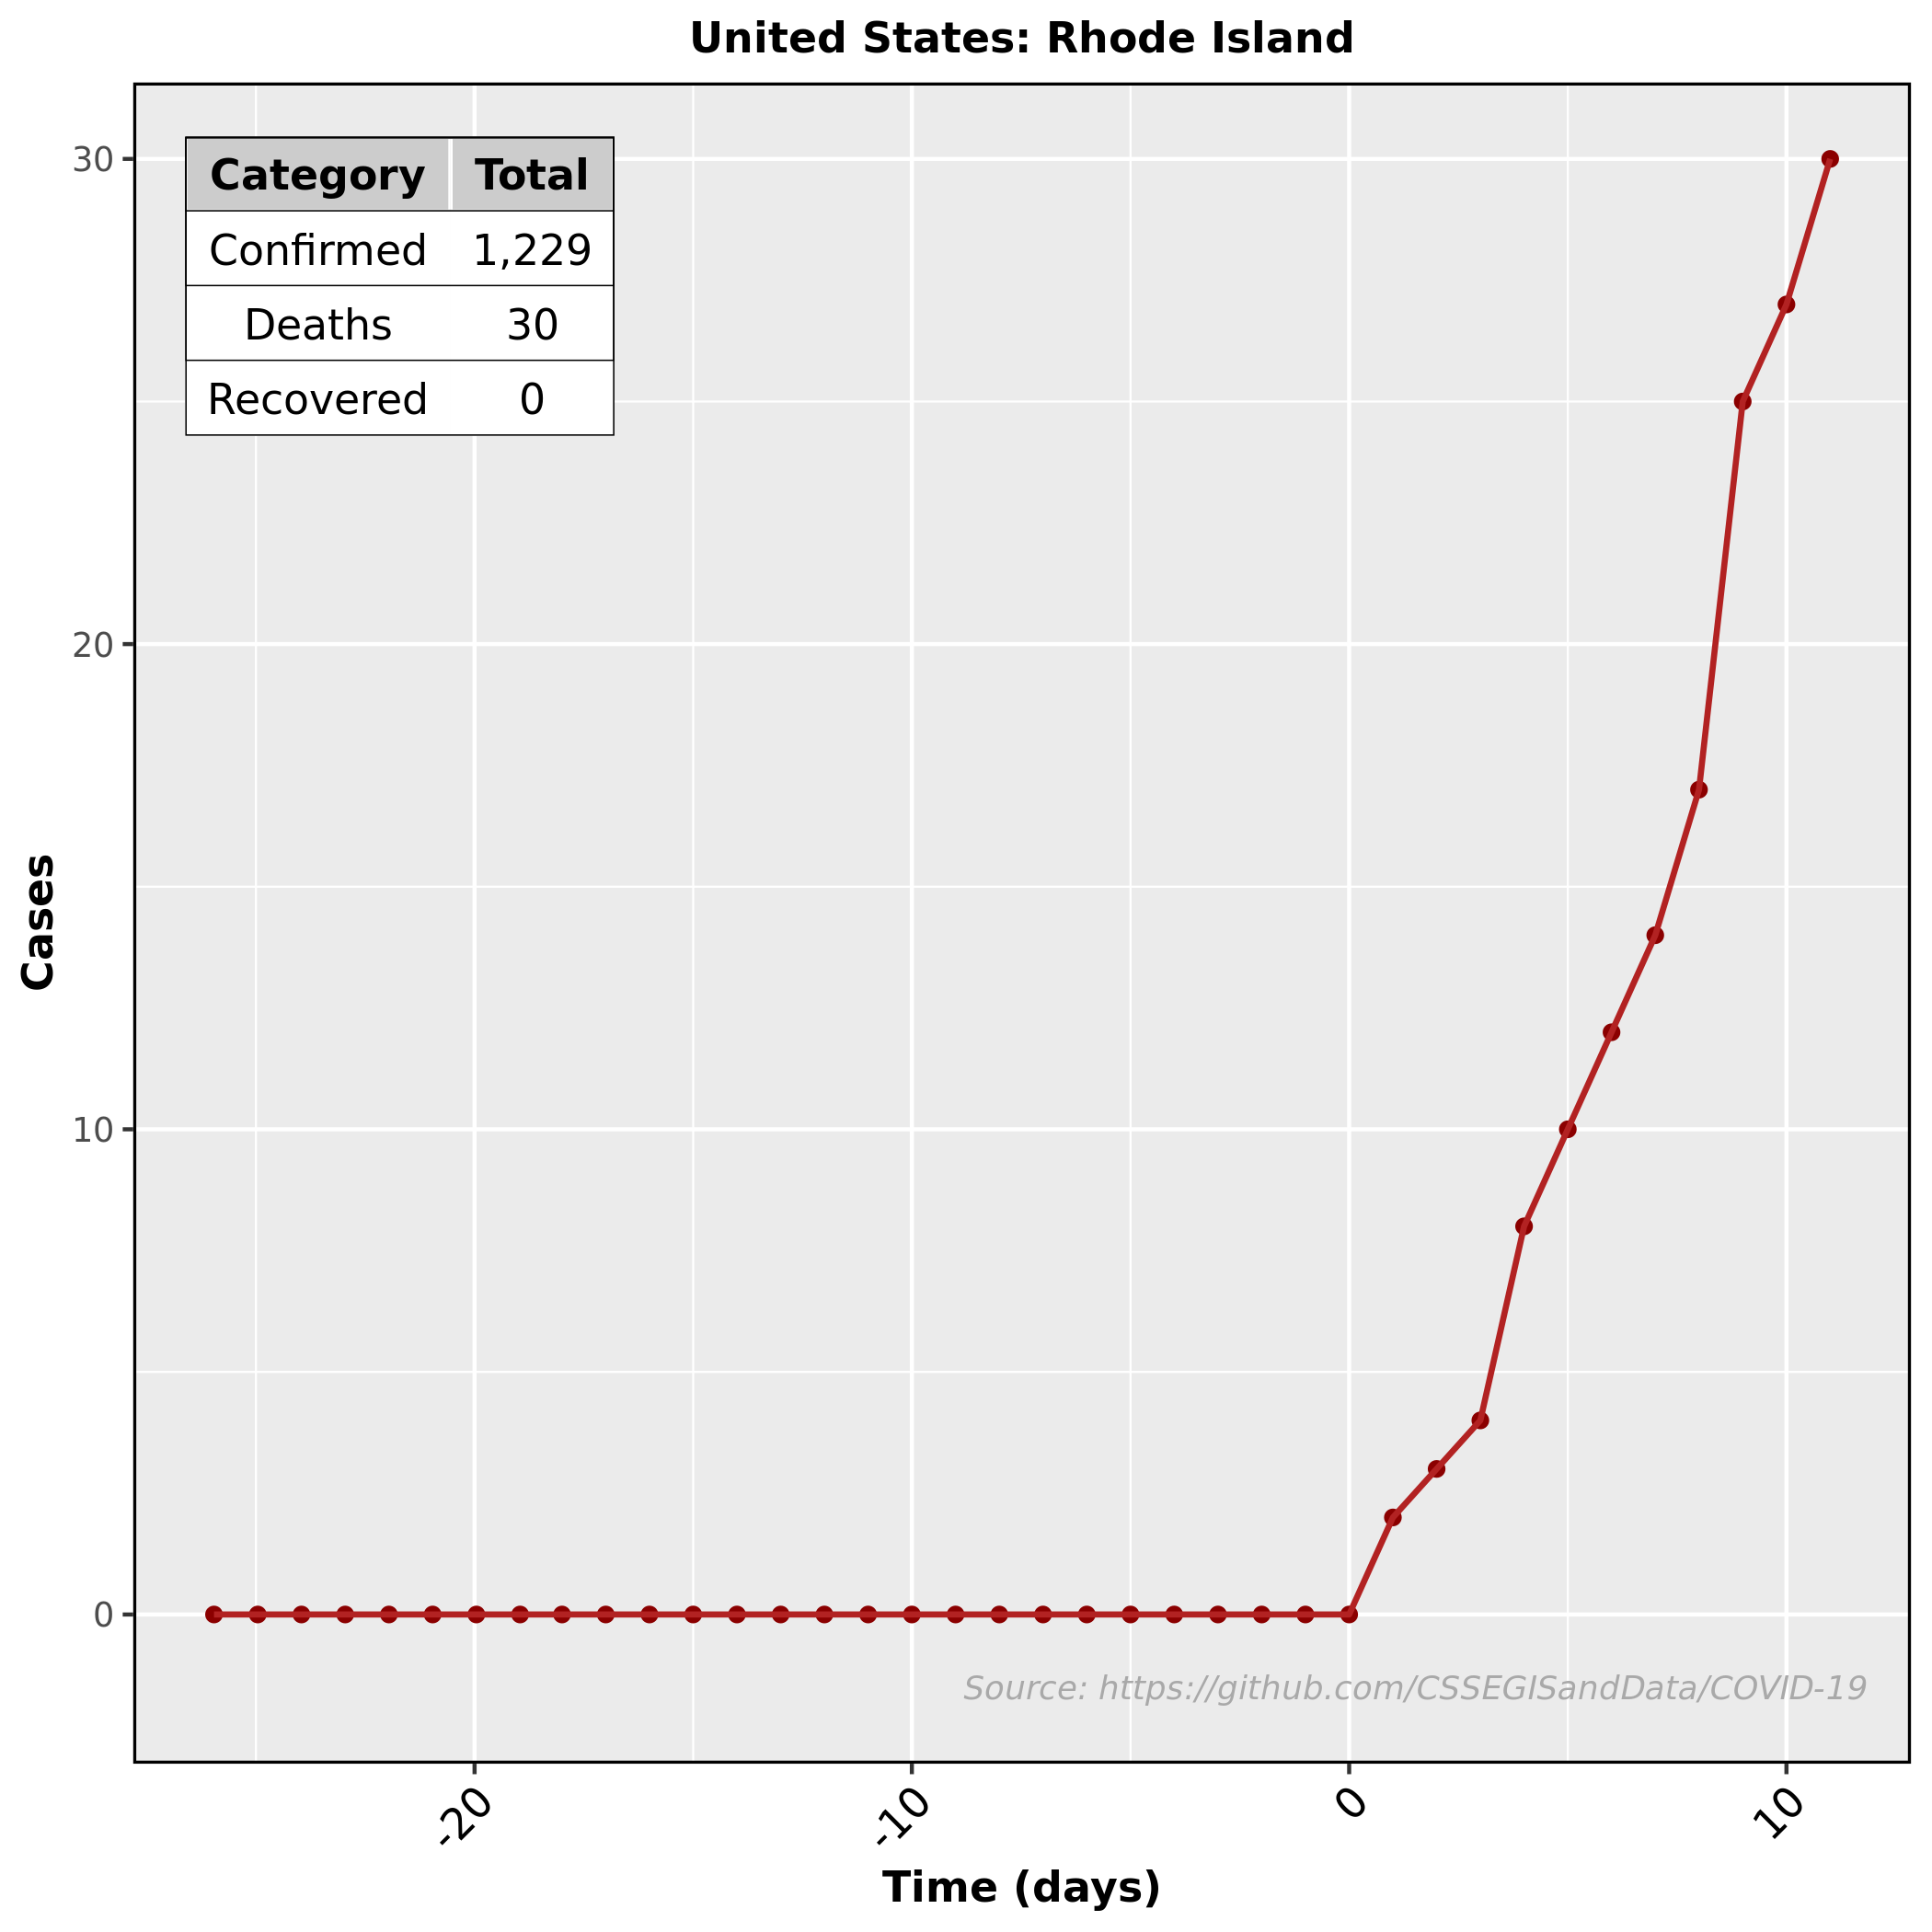 United States: Rhode Island
30
20
10
0
Cases
Category Total
Confirmed 1,229
Deaths 30
Recovered 0
Source: https://github.com/CSSEGISandData/COVID-19
-20
-10
0
10
Time (days)